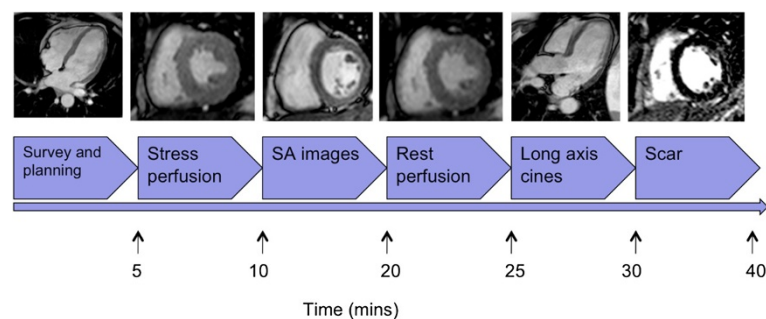 Survey and
planning
Stress
perfusion
SA images
Rest
perfusion
Long axis
cines
Scar
5
10
20
25
30
40
Time (mins)